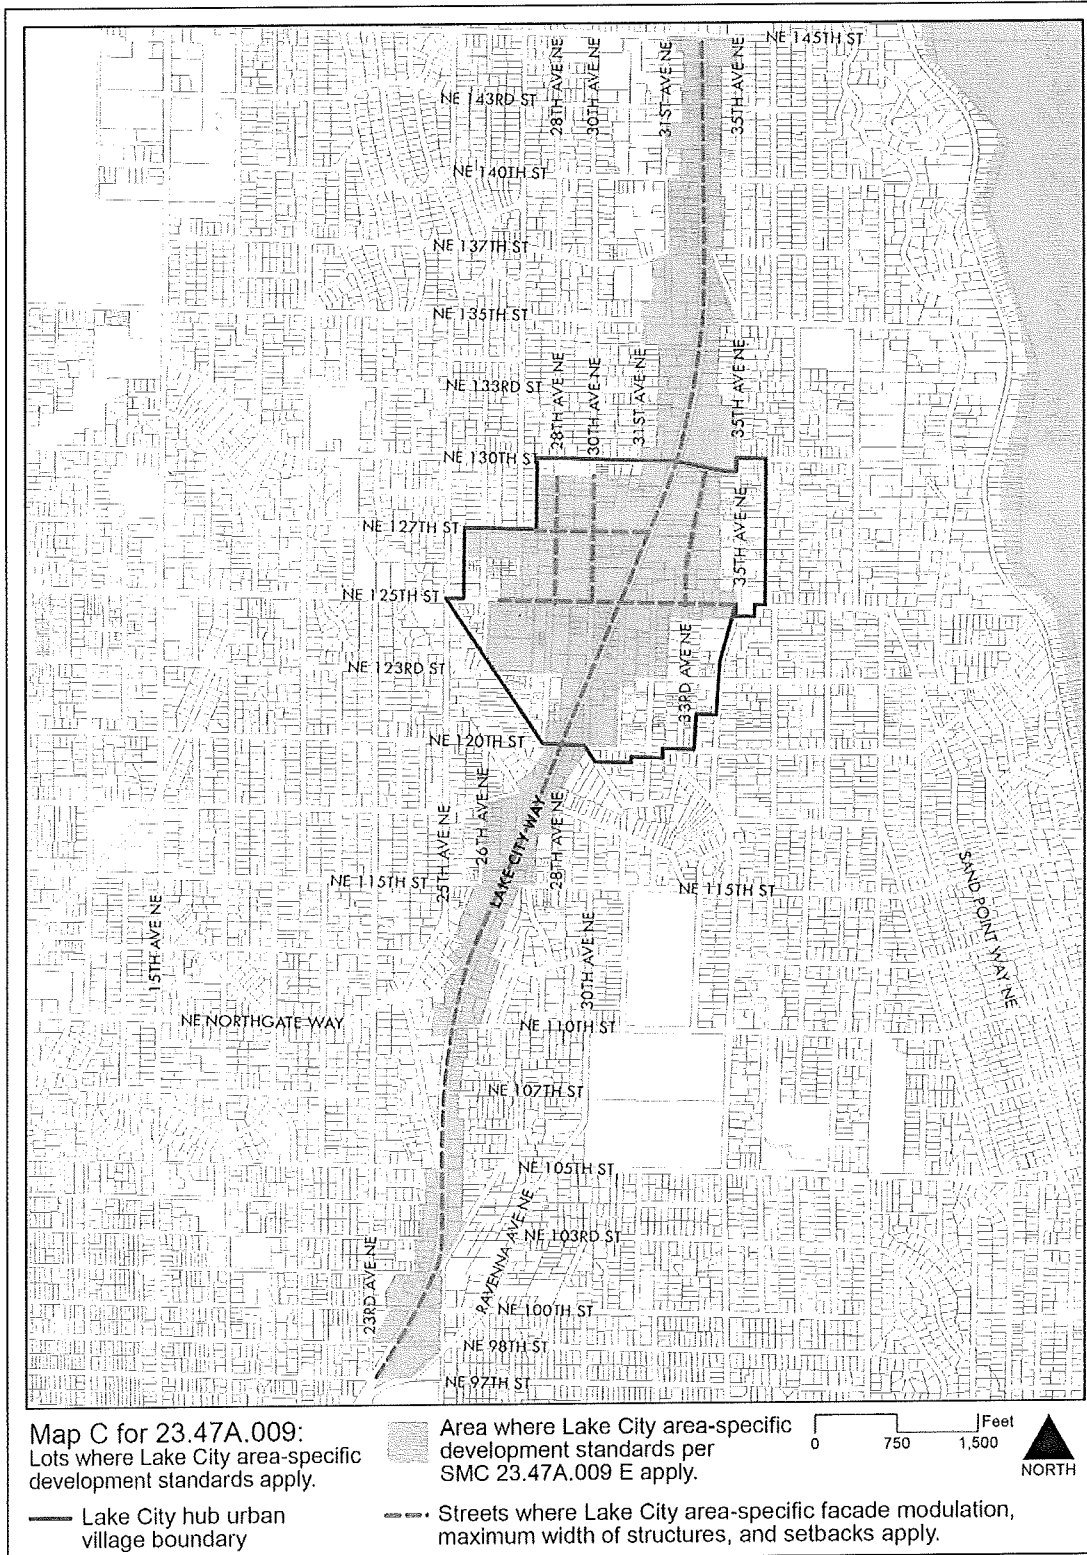 NE 145TH ST
28TH AVE NE
30TH AVE NE
31ST AVE NE
35TH AVE NE
NE 143RD ST
NE 140TH ST
NE 137TH ST
NE 135TH ST
28TH AVE NE
30TH AVE NE
31ST AVE NE
35TH AVE NE
NE 133RD ST
NE 130TH ST
35TH AVE NE
NE 127TH ST
NE 125TH ST
33RD AVE NE
NE 123RD ST
NE 120TH ST
25TH AVE NE
26TH AVE NE
LAKE CITY WAY
28TH AVE NE
NE 115TH ST
NE 115TH ST
SAND POINT WAY NE
15TH AVE NE
30TH AVE NE
NE NORTHGATE WAY
NE 110TH ST
NE 107TH ST
NE 105TH ST
RAVENNA AVE NE
NE 103RD ST
23RD AVE NE
NE 100TH ST
NE 98TH ST
NE 97TH ST
Map C for 23.47A.009:
Lots where Lake City area-specific
development standards apply.
Lake City hub urban
village boundary
Area where Lake City area-specific
development standards per
SMC 23.47A.009 E apply.
Streets where Lake City area-specific facade modulation,
maximum width of structures, and setbacks apply.
Feet
0 750 1,500
NORTH